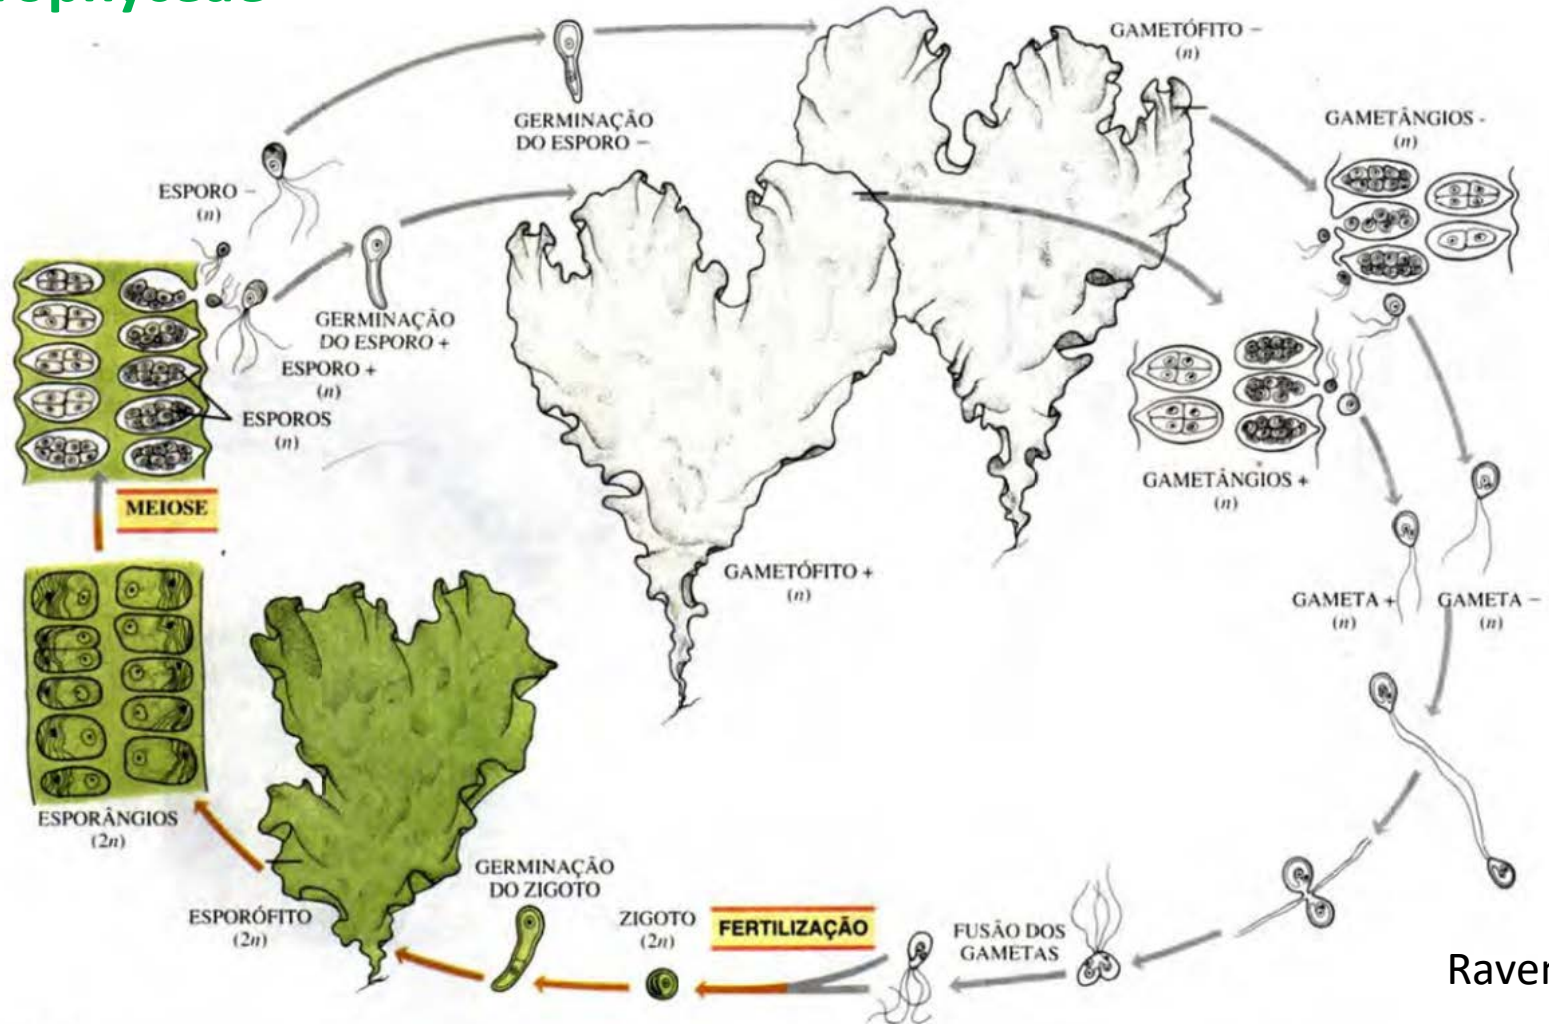 GAMETÓFITO −
(n)
GERMINAÇÃO
DO ESPORO −
GAMETÂNGIOS -
(n)
ESPORO −
(n)
GERMINAÇÃO
DO ESPORO +
ESPORO +
(n)
ESPOROS
(n)
GAMETÂNGIOS +
(n)
MEIOSE
GAMETÓFITO +
(n)
GAMETA +
(n)
GAMETA −
(n)
ESPORÂNGIOS
(2n)
GERMINAÇÃO
DO ZIGOTO
ESPORÓFITO
(2n)
ZIGOTO
(2n)
FERTILIZAÇÃO
FUSÃO DOS
GAMETAS